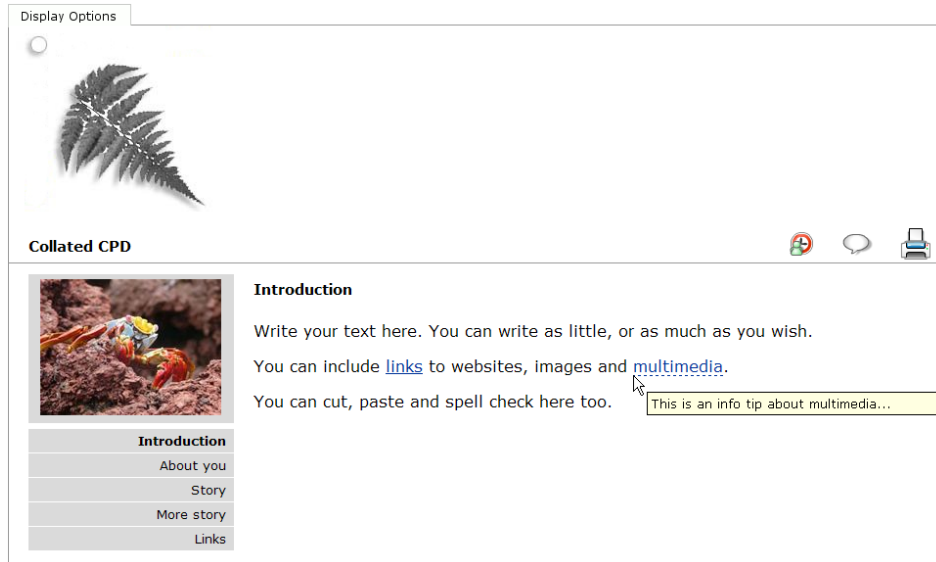 Display Options
Collated CPD
Introduction
Write your text here. You can write as little, or as much as you wish.
You can include links to websites, images and multimedia.
You can cut, paste and spell check here too.
This is an info tip about multimedia...
Introduction
About you
Story
More story
Links